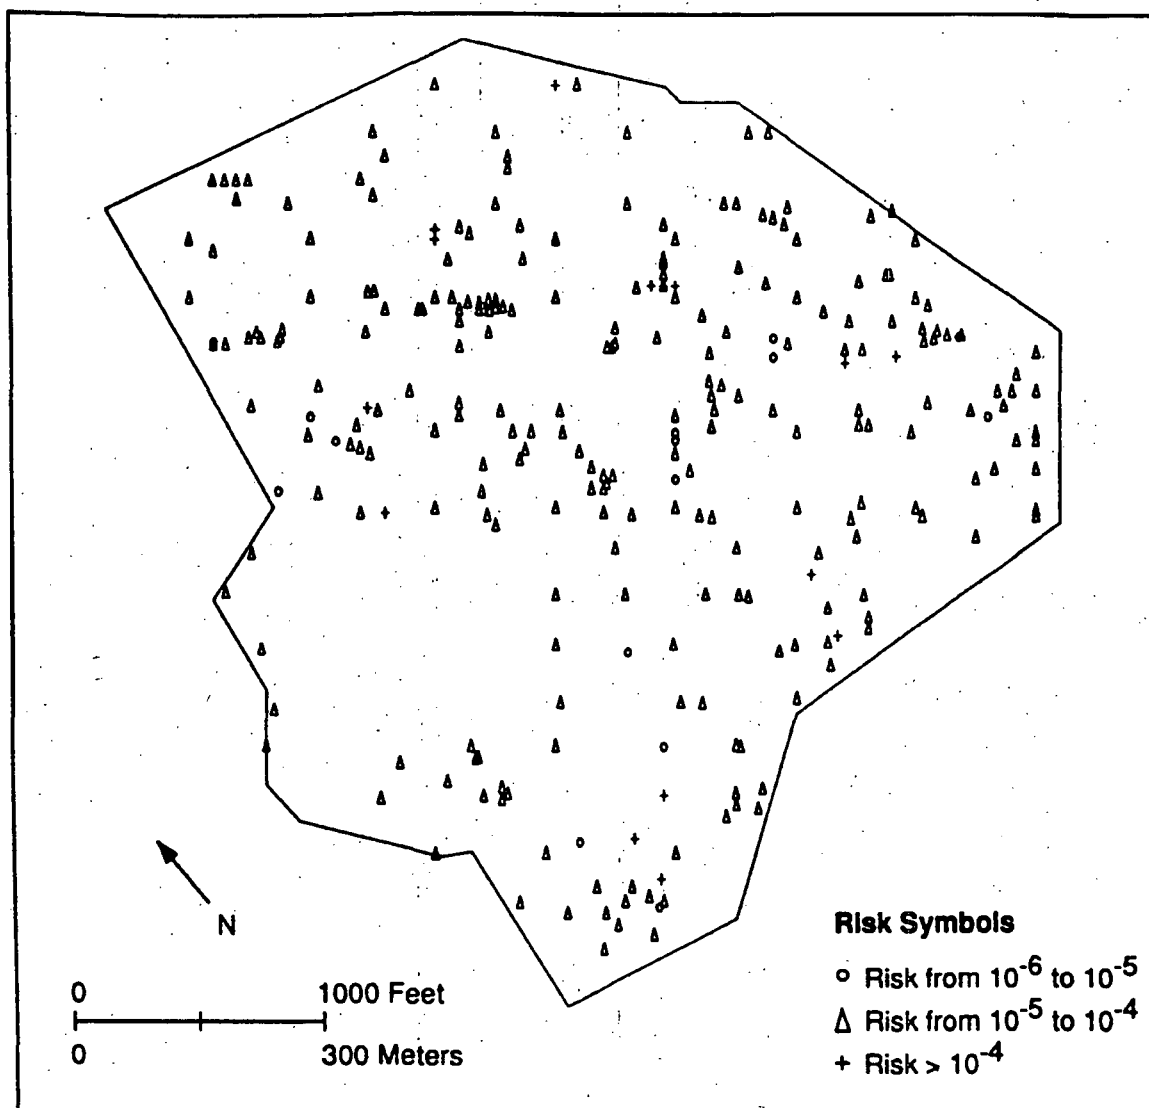 N
0 1000 Feet
0 300 Meters
Risk Symbols
o Risk from 10⁻⁶ to 10⁻⁵
Δ Risk from 10⁻⁵ to 10⁻⁴
+ Risk > 10⁻⁴